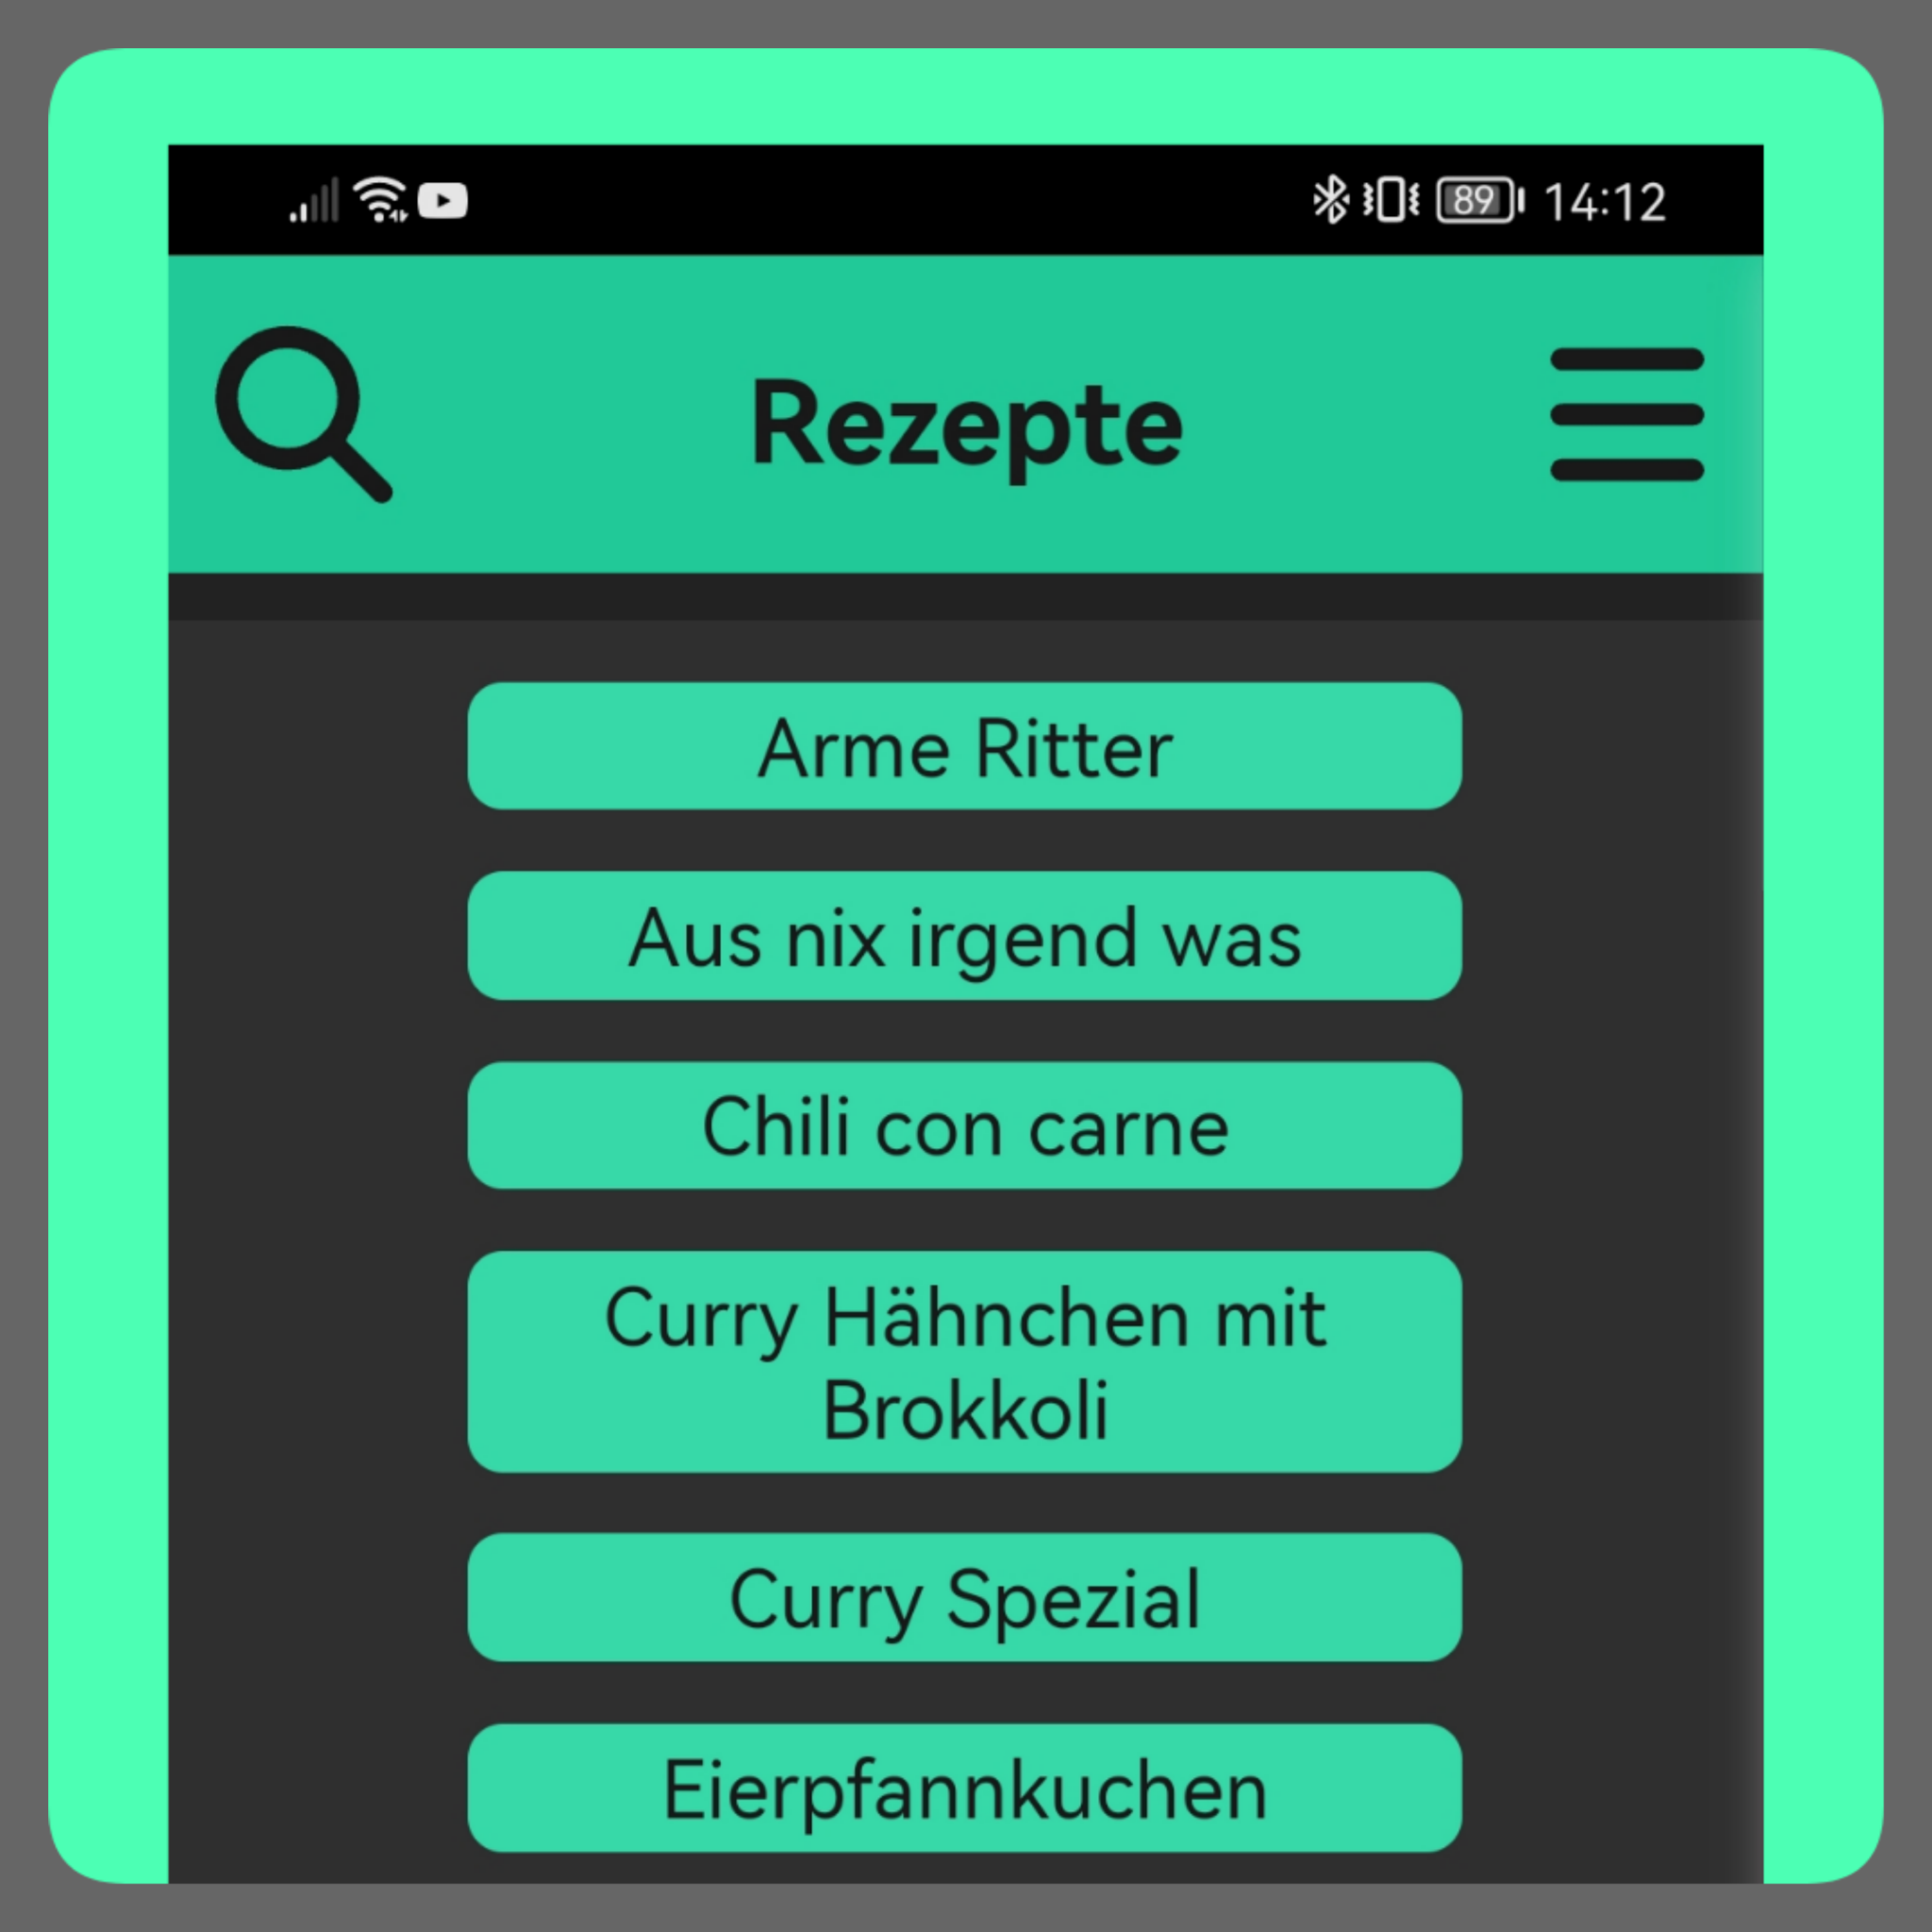 89 14:12
Rezepte
Arme Ritter
Aus nix irgend was
Chili con carne
Curry Hähnchen mit
Brokkoli
Curry Spezial
Eierpfannkuchen